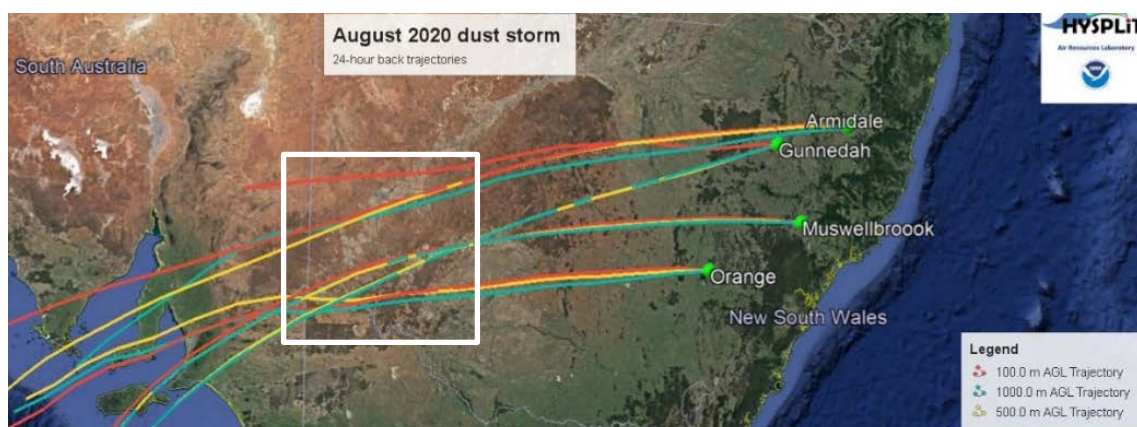 August 2020 dust storm
24-hour back trajectories
HYSPLiT
Air Resources Laboratory
NOAA
South Australia
Armidale
Gunnedah
Muswellbroook
Orange
New South Wales
Legend
100.0 m AGL Trajectory
1000.0 m AGL Trajectory
500.0 m AGL Trajectory